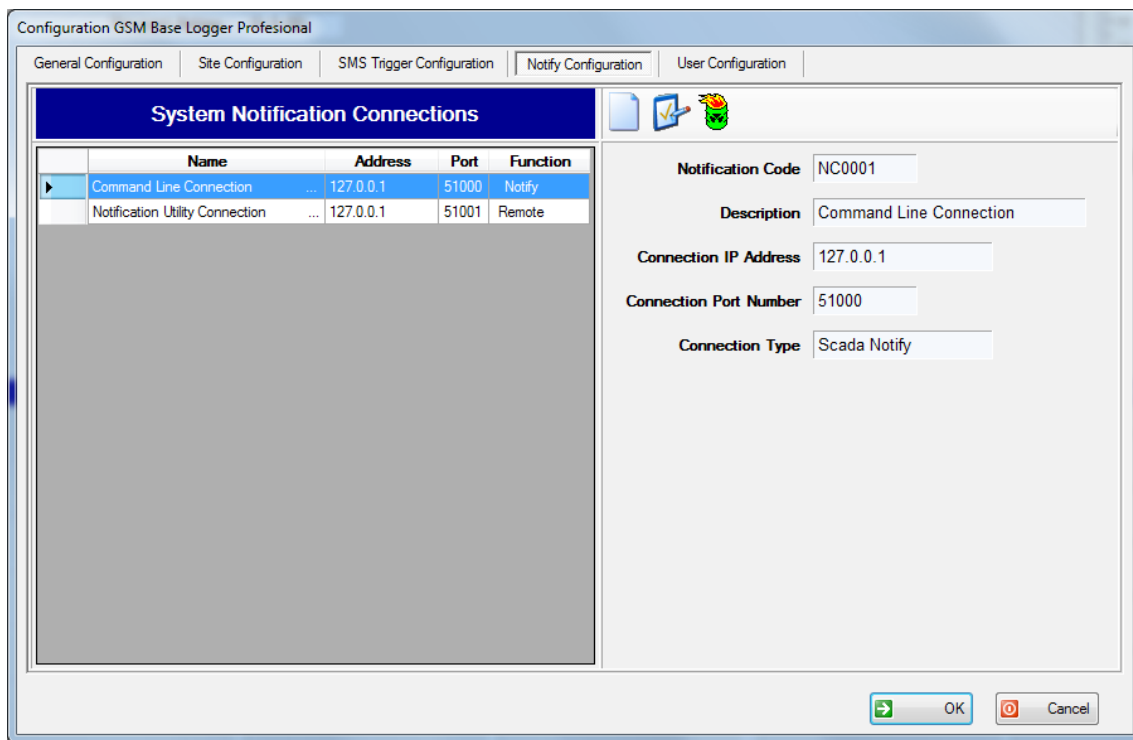 Configuration GSM Base Logger Profesional
General Configuration Site Configuration SMS Trigger Configuration Notify Configuration User Configuration
System Notification Connections
Name Address Port Function
Command Line Connection ... 127.0.0.1 51000 Notify
Notification Utility Connection ... 127.0.0.1 51001 Remote
Notification Code NC0001
Description Command Line Connection
Connection IP Address 127.0.0.1
Connection Port Number 51000
Connection Type Scada Notify
OK Cancel